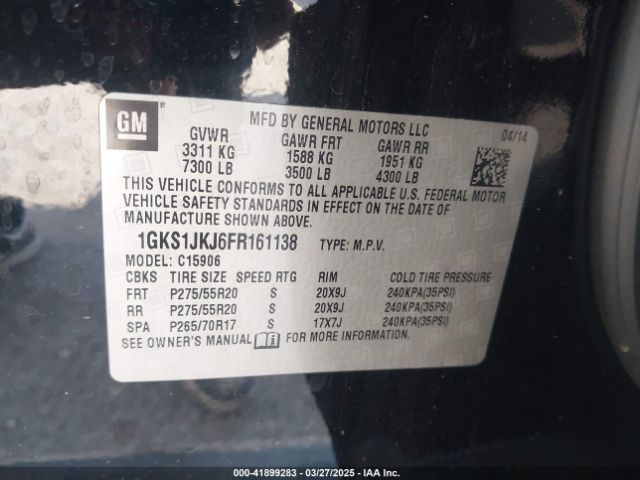 GM ®
MFD BY GENERAL MOTORS LLC
04/14
GVWR GAWR FRT GAWR RR
3311 KG 1588 KG 1951 KG
7300 LB 3500 LB 4300 LB
THIS VEHICLE CONFORMS TO ALL APPLICABLE U.S. FEDERAL MOTOR
VEHICLE SAFETY STANDARDS IN EFFECT ON THE DATE OF
MANUFACTURE SHOWN ABOVE.
1GKS1JKJ6FR161138 TYPE: M.P.V.
MODEL: C15906
CBKS TIRE SIZE SPEED RTG RIM COLD TIRE PRESSURE
FRT P275/55R20 S 20X9J 240KPA(35PSI)
RR P275/55R20 S 20X9J 240KPA(35PSI)
SPA P265/70R17 S 17X7J 240KPA(35PSI)
SEE OWNER'S MANUAL i FOR MORE INFORMATION.
000-41899283 | 03/27/2025 | IAA Inc.